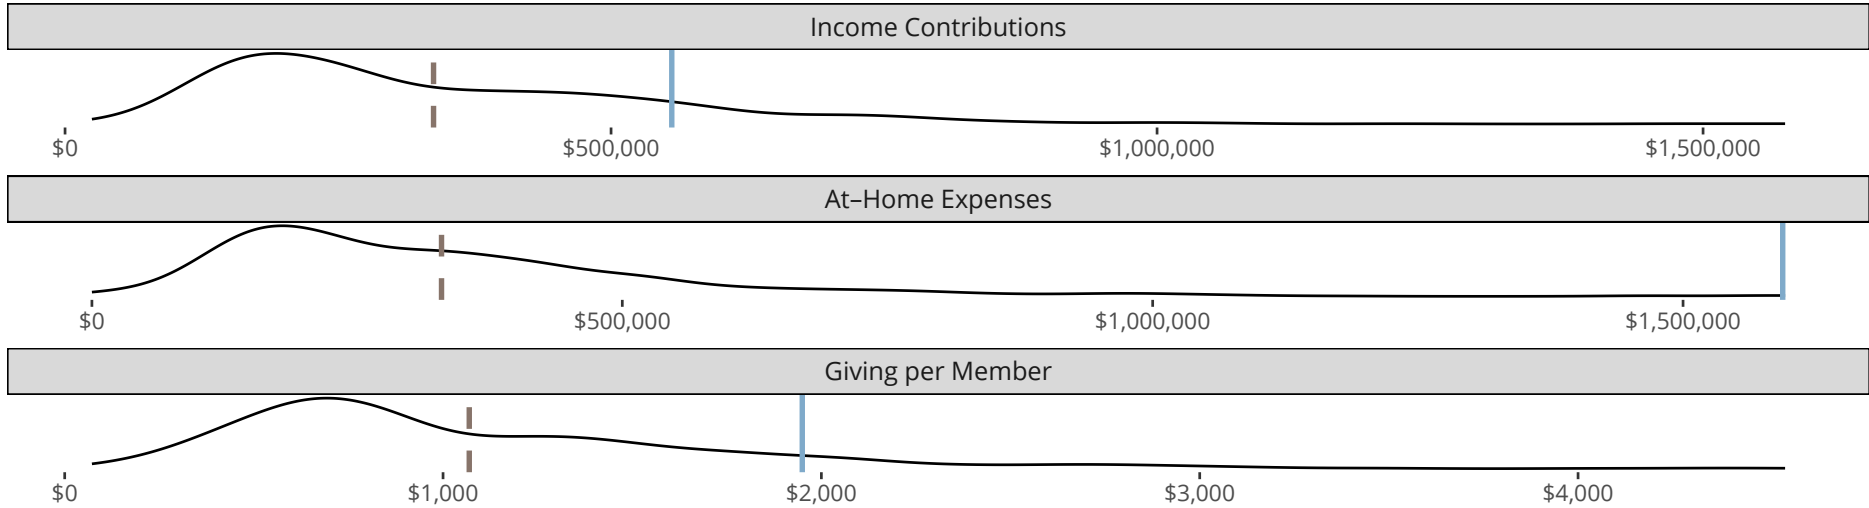 Income Contributions
$0 $500,000 $1,000,000 $1,500,000
At–Home Expenses
$0 $500,000 $1,000,000 $1,500,000
Giving per Member
$0 $1,000 $2,000 $3,000 $4,000